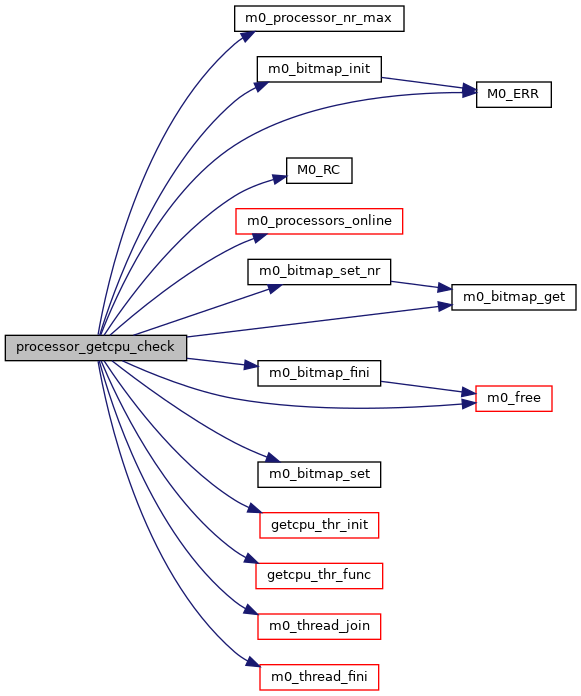 m0_processor_nr_max
m0_bitmap_init
M0_ERR
M0_RC
m0_processors_online
m0_bitmap_set_nr
m0_bitmap_get
processor_getcpu_check
m0_bitmap_fini
m0_free
m0_bitmap_set
getcpu_thr_init
getcpu_thr_func
m0_thread_join
m0_thread_fini